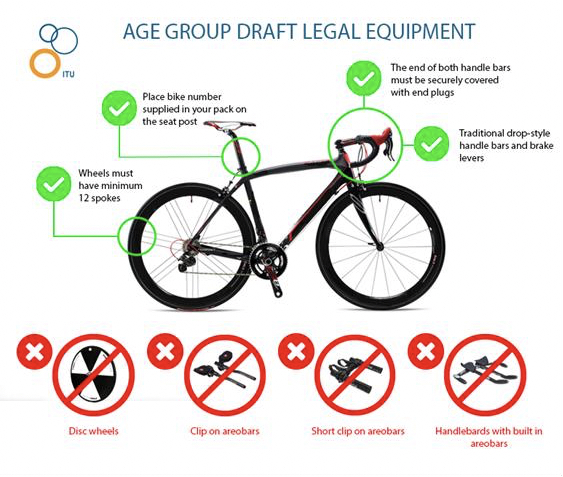 AGE GROUP DRAFT LEGAL EQUIPMENT
ITU
The end of both handle bars
must be securely covered
with end plugs
Place bike number
supplied in your pack on
the seat post
Traditional drop-style
handle bars and brake
levers
Wheels must
have minimum
12 spokes
Disc wheels
Clip on areobars
Short clip on areobars
Handlebards with built in
areobars